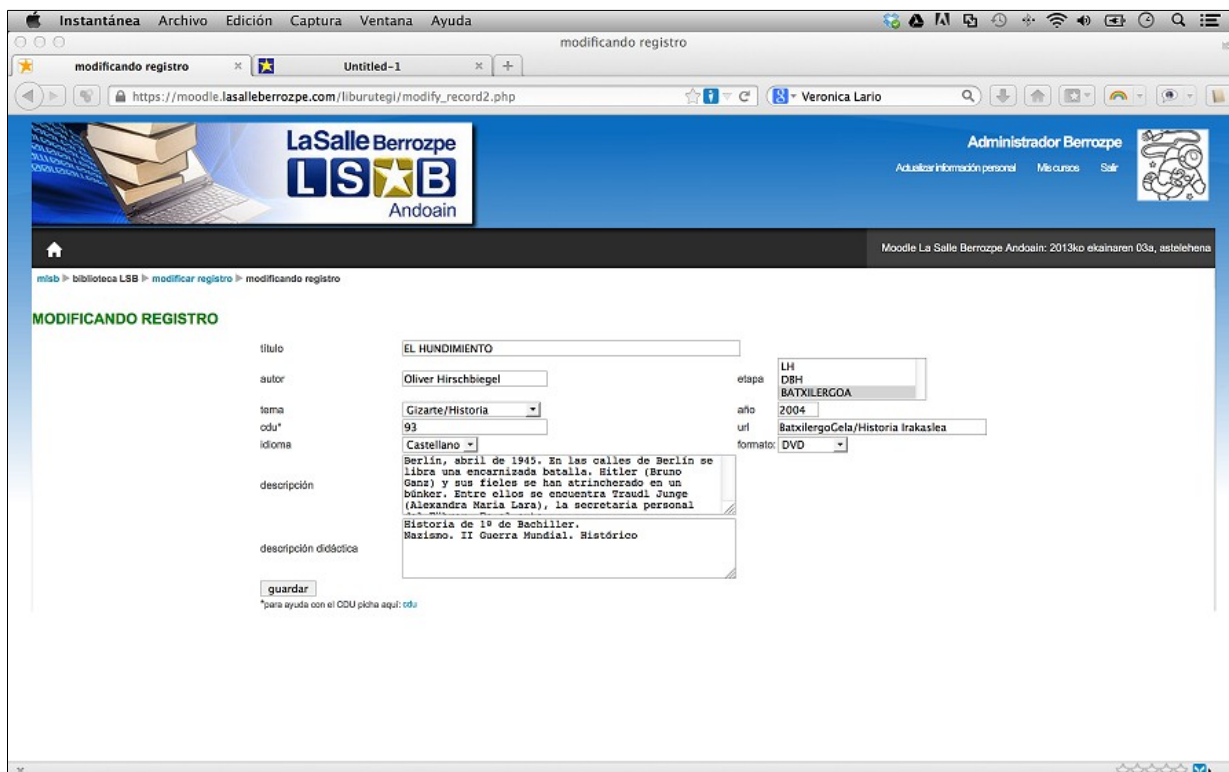 Instantánea Archivo Edición Captura Ventana Ayuda
modificando registro
modificando registro × Untitled-1 × +
https://moodle.lasalleberrozpe.com/liburutegi/modify_record2.php Veronica Lario
LaSalle Berrozpe
LSB
Andoain
Administrador Berrozpe
Actualizar información personal Mis cursos Salir
Moodle La Salle Berrozpe Andoain: 2013ko ekainaren 03a, astelehena
mlsb biblioteca LSB modificar registro modificando registro
MODIFICANDO REGISTRO
título EL HUNDIMIENTO
autor Oliver Hirschbiegel etapa LH
DBH
BATXILERGOA
tema Gizarte/Historia año 2004
cdu* 93 url BatxilergoGela/Historia Irakaslea
idioma Castellano formato: DVD
descripción Berlín, abril de 1945. En las calles de Berlín se
libra una encarnizada batalla. Hitler (Bruno
Ganz) y sus fieles se han atrincherado en un
búnker. Entre ellos se encuentra Traudl Junge
(Alexandra Maria Lara), la secretaria personal
descripción didáctica Historia de 1º de Bachiller.
Nazismo. II Guerra Mundial. Histórico
guardar
*para ayuda con el CDU picha aquí: cdu